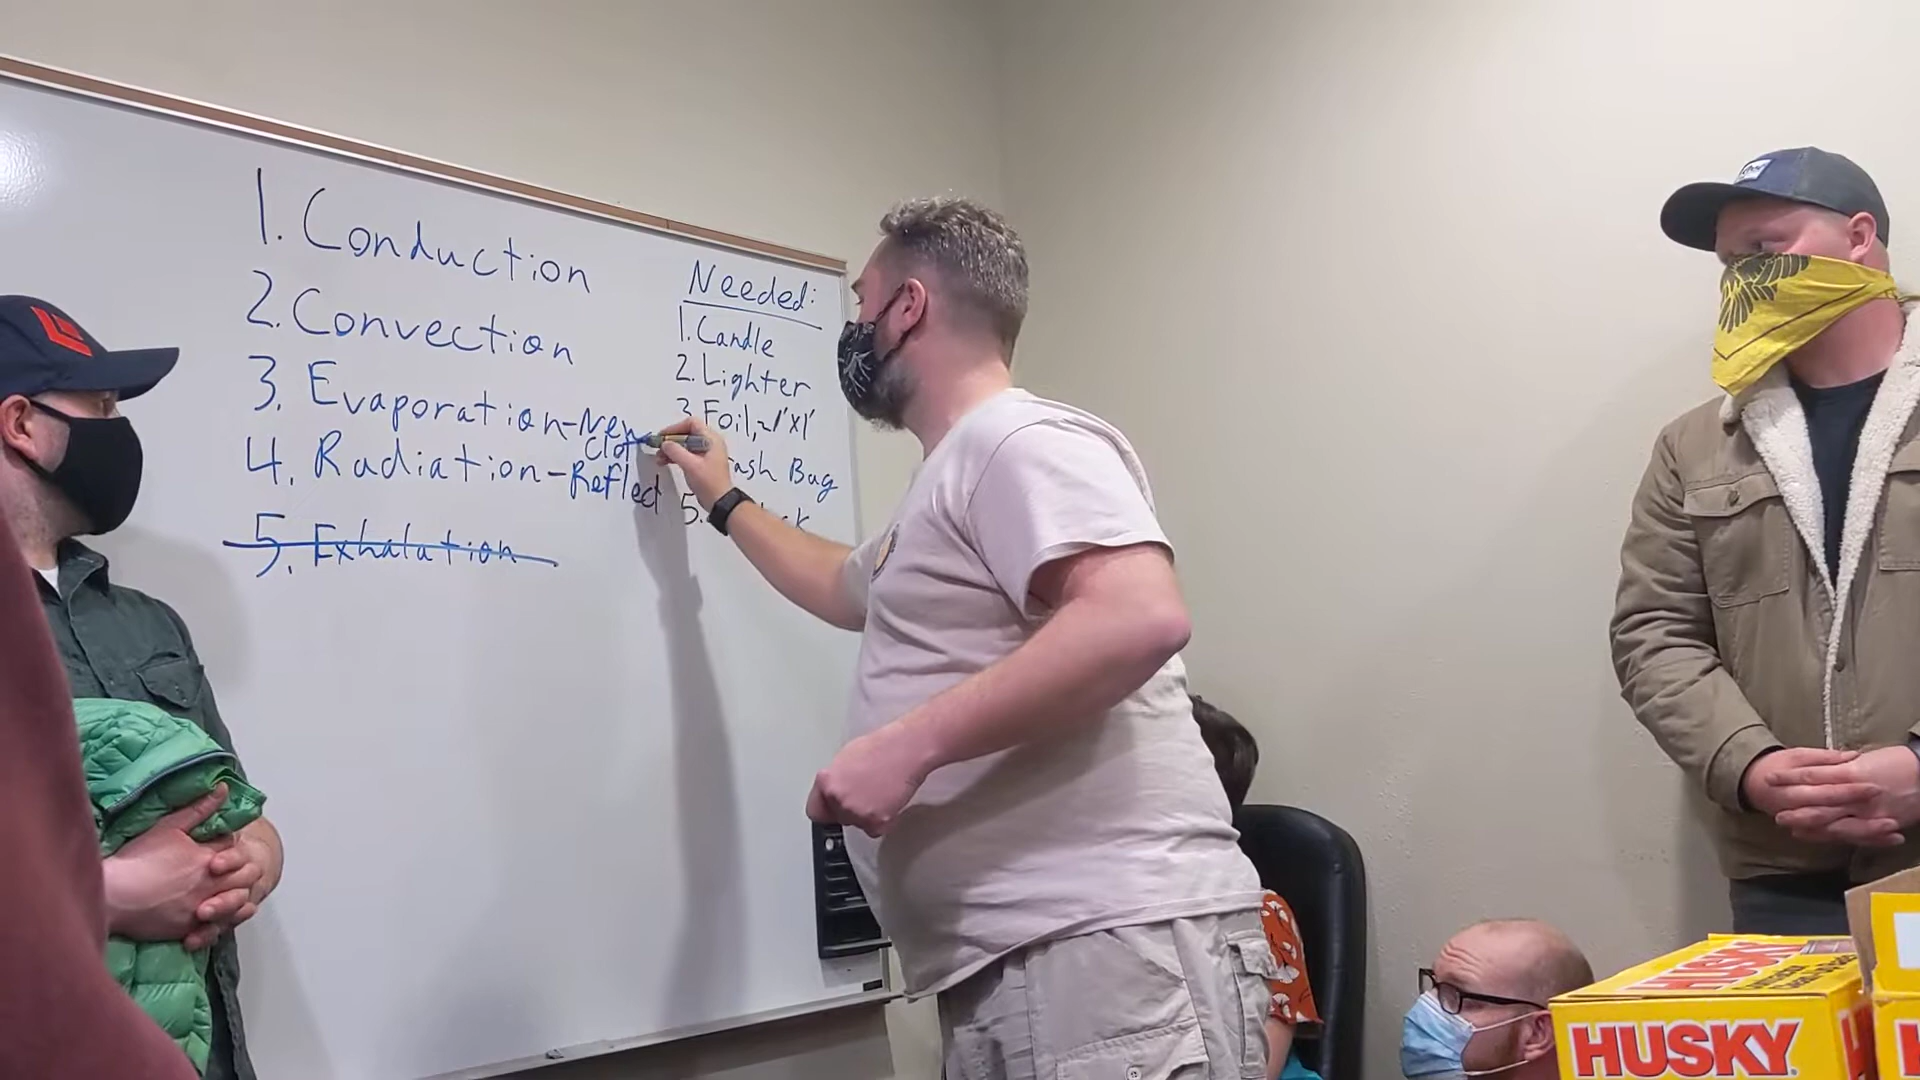 1. Conduction
2. Convection
3. Evaporation-New
Clot
4. Radiation-Reflect
5. Exhalation
Needed:
1. Candle
2. Lighter
3. Foil, ~1'x1'
ash Bag
5.
HUSKY
HUSKY